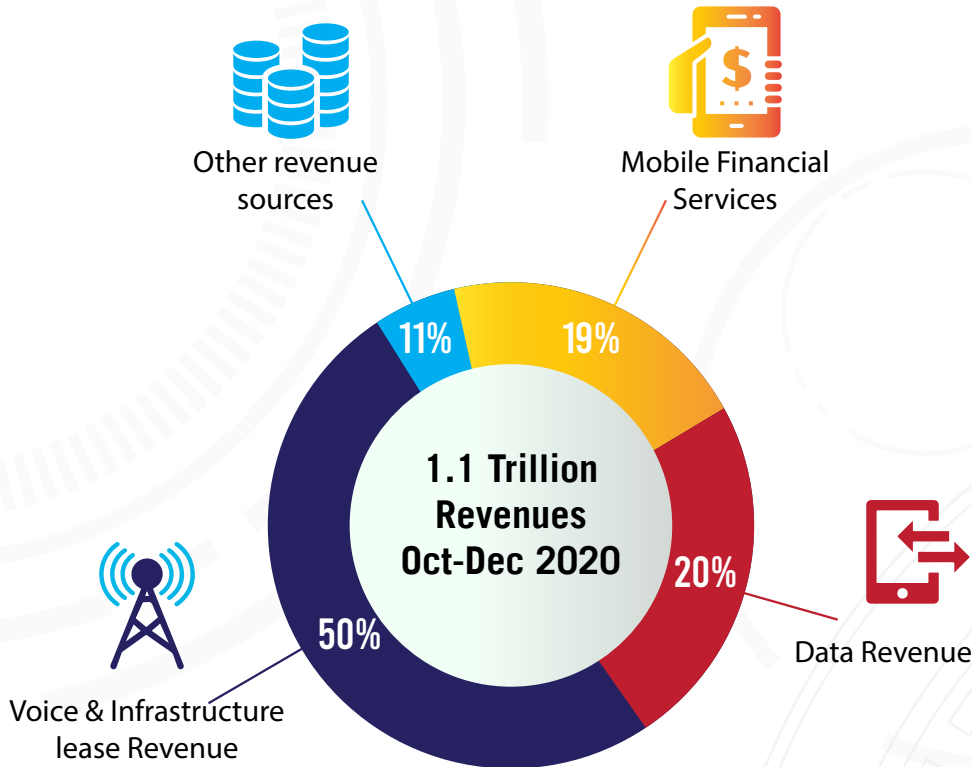 Other revenue
sources
Mobile Financial
Services
$
11%
19%
1.1 Trillion
Revenues
Oct-Dec 2020
20%
50%
Data Revenue
Voice & Infrastructure
lease Revenue